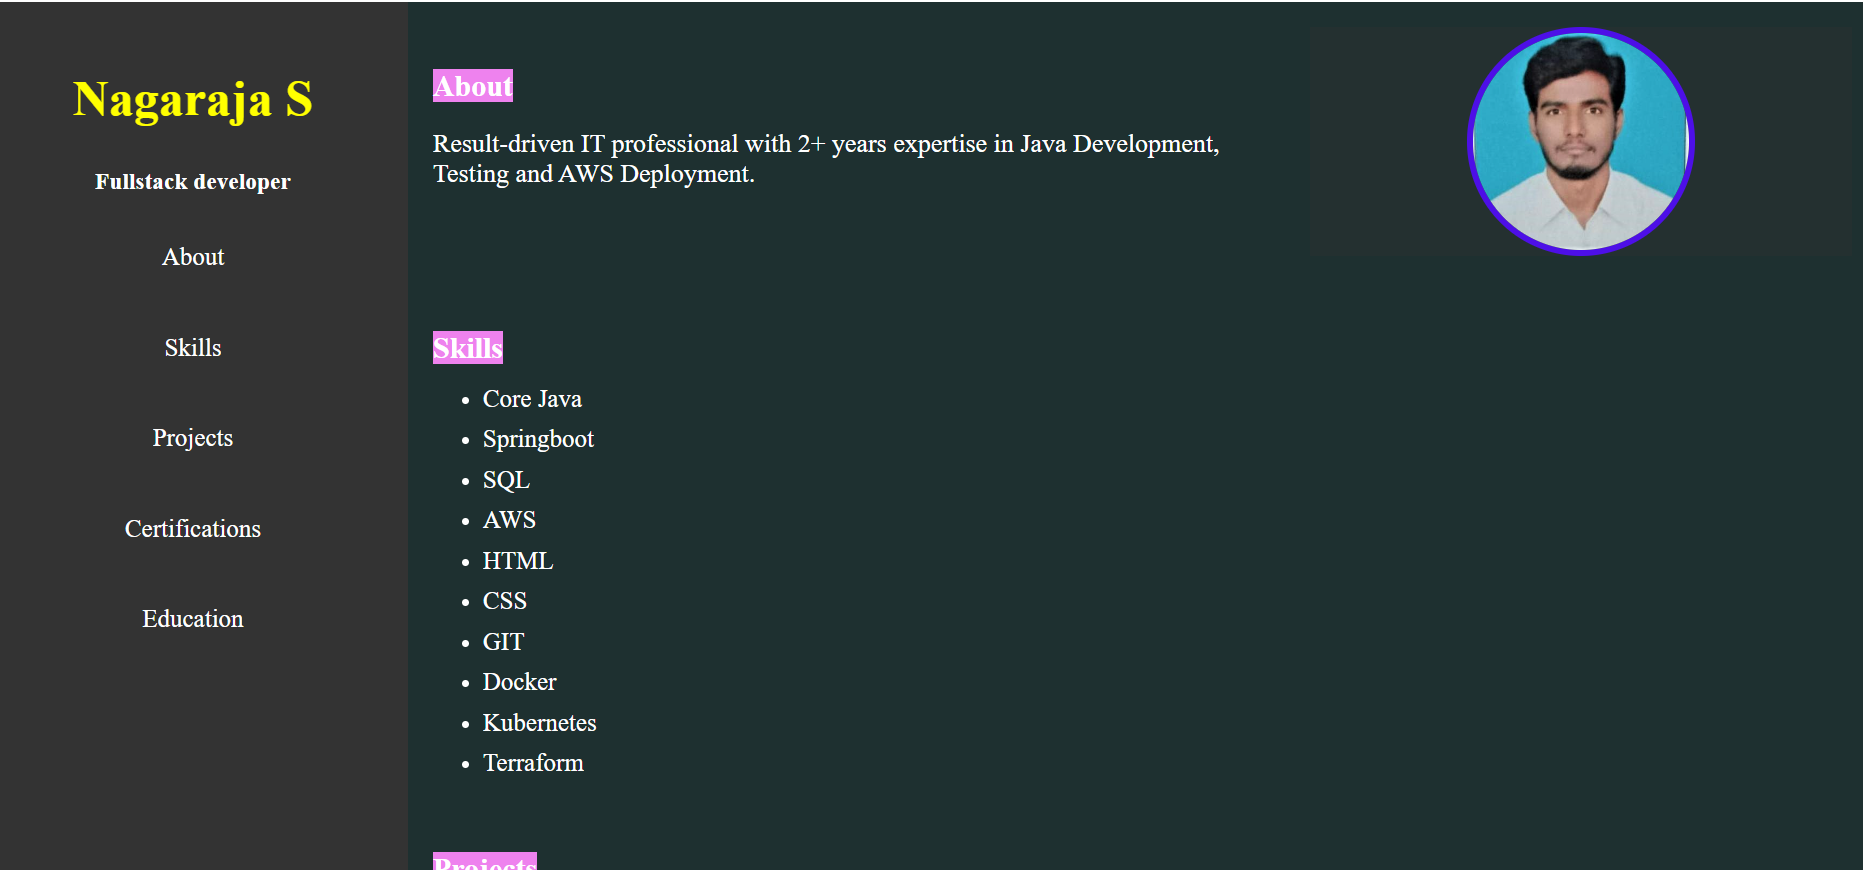 Nagaraja S
Fullstack developer
About
Skills
Projects
Certifications
Education
About
Result-driven IT professional with 2+ years expertise in Java Development,
Testing and AWS Deployment.
Skills
Core Java
Springboot
SQL
AWS
HTML
CSS
GIT
Docker
Kubernetes
Terraform
Projects